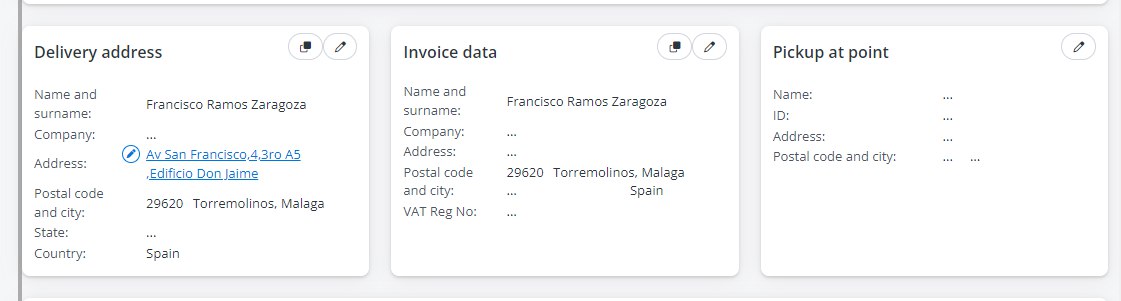 Delivery address
Name and
surname:
Francisco Ramos Zaragoza
Company:
...
Address:
Av San Francisco,4,3ro A5
,Edificio Don Jaime
Postal code
and city:
29620 Torremolinos, Malaga
State:
...
Country:
Spain
Invoice data
Name and
surname:
Francisco Ramos Zaragoza
Company:
...
Address:
...
Postal code
and city:
29620 Torremolinos, Malaga
... Spain
VAT Reg No:
...
Pickup at point
Name:
...
ID:
...
Address:
...
Postal code and city:
... ...